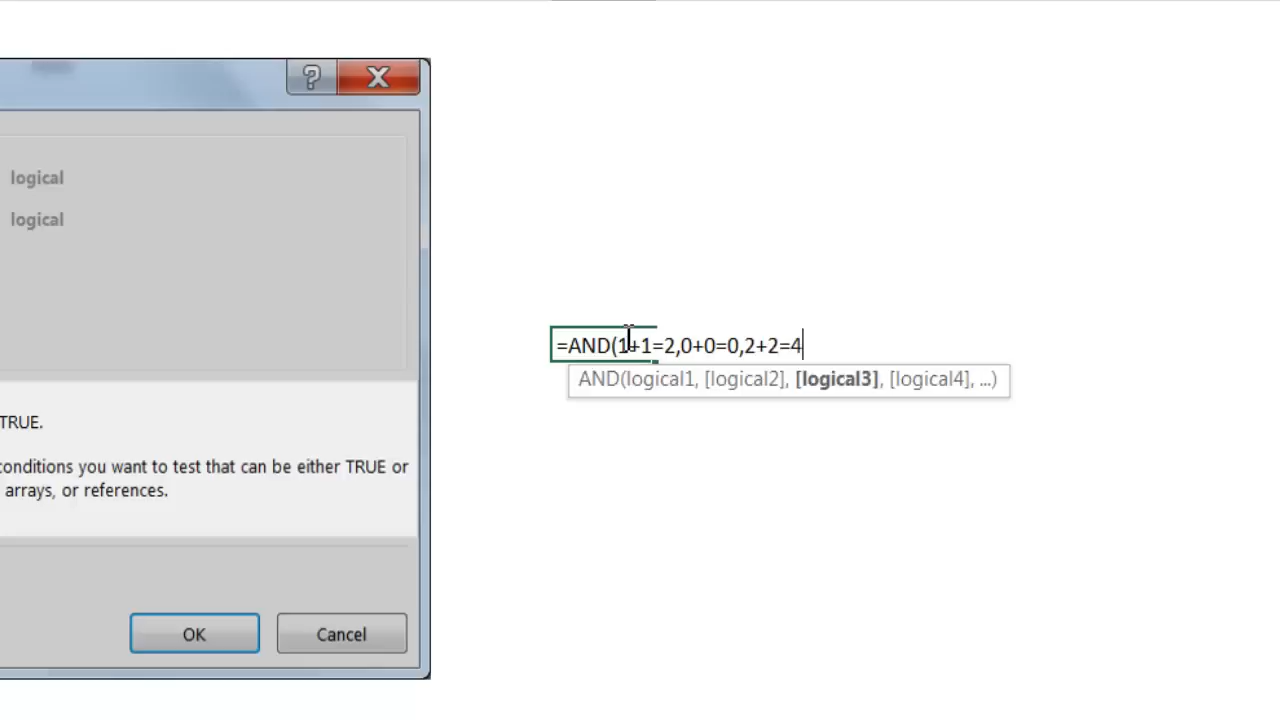 ?
X
logical
logical
TRUE.
conditions you want to test that can be either TRUE or
arrays, or references.
OK
Cancel
=AND(1+1=2,0+0=0,2+2=4
AND(logical1, [logical2], [logical3], [logical4], ...)